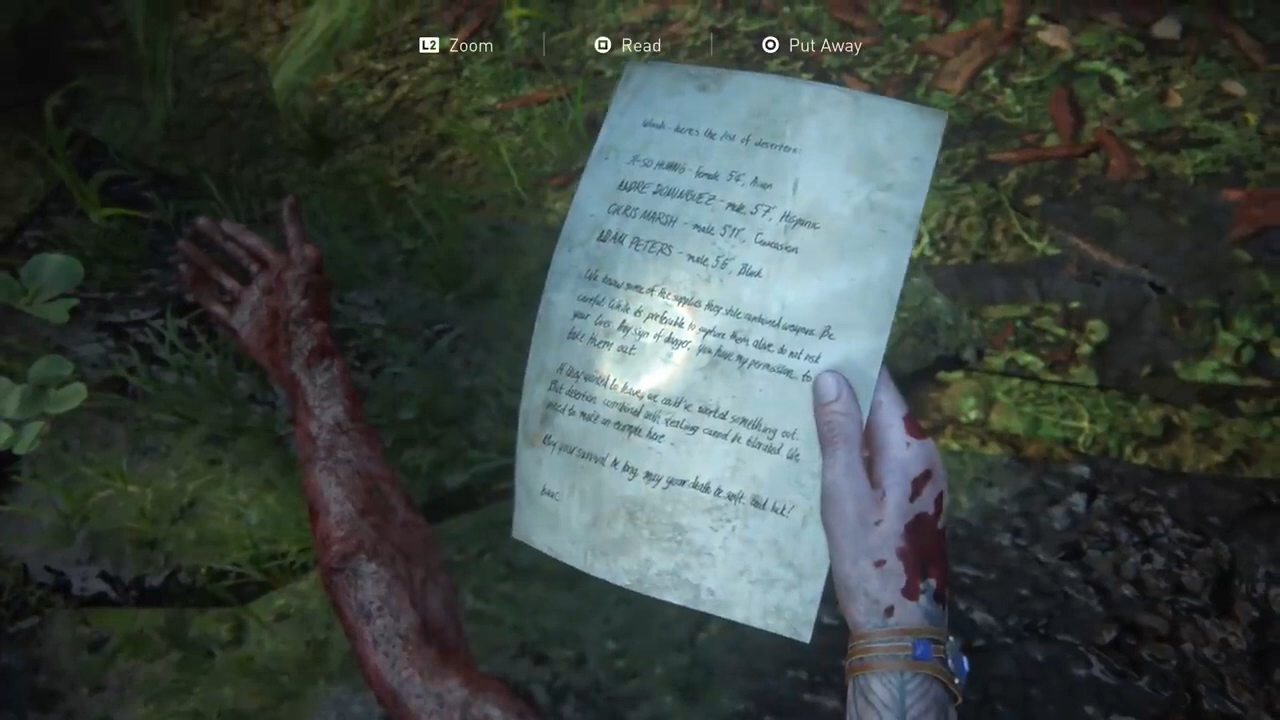 L2 Zoom | Read | Put Away
here's the list of deserters:
JI-SO HUANG - female 5'4", Asian
ANDRE DOMINGUEZ - male 5'7", Hispanic
CHRIS MARSH - male 5'11", Caucasian
ADAM PETERS - male 5'6", Black
We know some of the supplies they stole contained weapons. Be
careful. While its preferable to capture them alive, do not risk
your lives. Any sign of danger, you have my permission to
take them out.
If they wanted to leave, we could've worked something out.
But desertion combined with stealing cannot be tolerated. We
need to make an example here.
May your survival be long, may your death be soft. Good luck!
Isaac